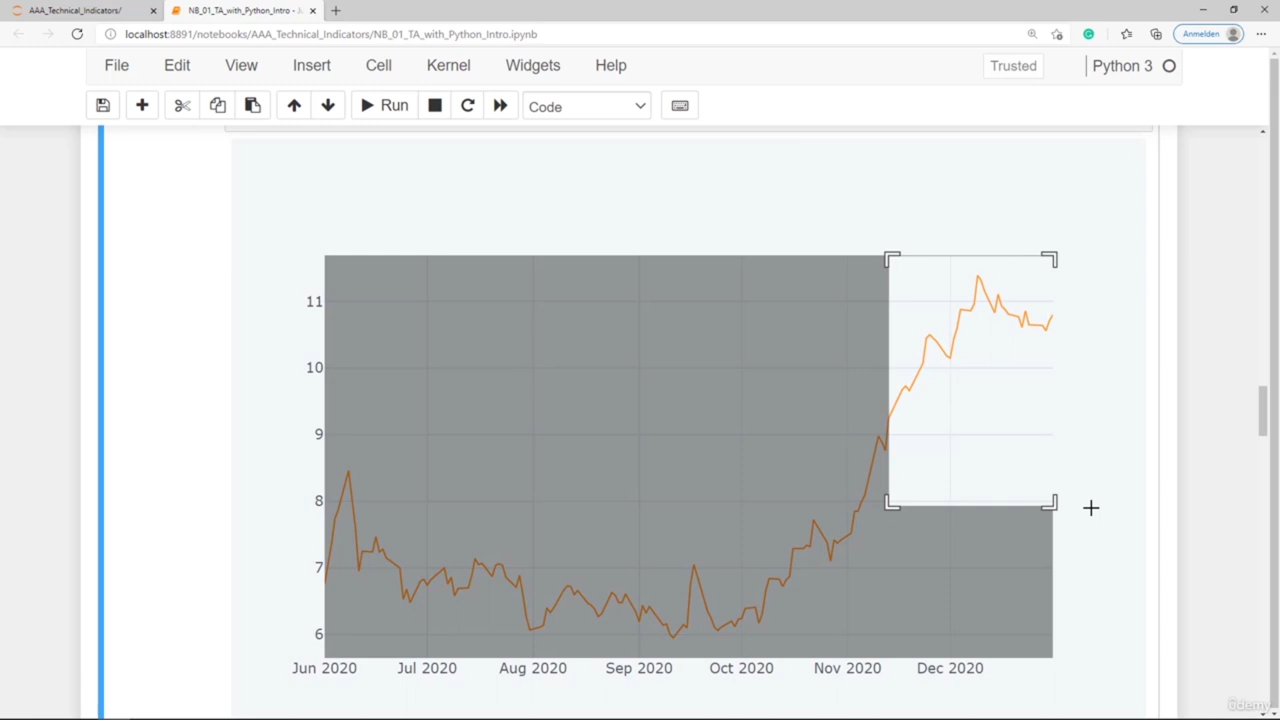 AAA_Technical_Indicators/
NB_01_TA_with_Python_Intro - J
localhost:8891/notebooks/AAA_Technical_Indicators/NB_01_TA_with_Python_Intro.ipynb
Anmelden
File Edit View Insert Cell Kernel Widgets Help
Trusted
Python 3
Run
Code
11
10
9
8
7
6
Jun 2020 Jul 2020 Aug 2020 Sep 2020 Oct 2020 Nov 2020 Dec 2020
ûdemy